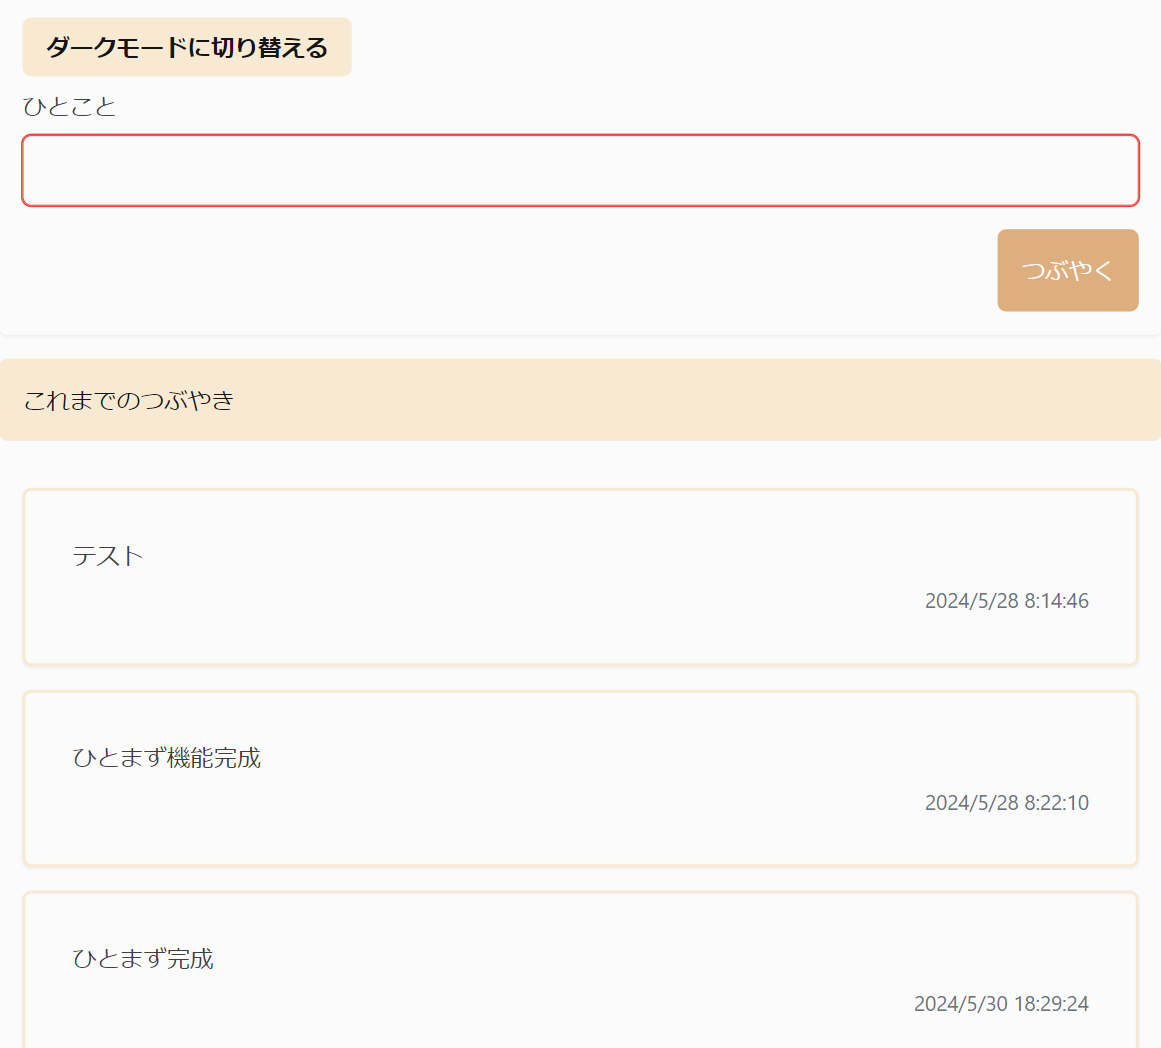 ダークモードに切り替える
ひとこと
つぶやく
これまでのつぶやき
テスト
2024/5/28 8:14:46
ひとまず機能完成
2024/5/28 8:22:10
ひとまず完成
2024/5/30 18:29:24